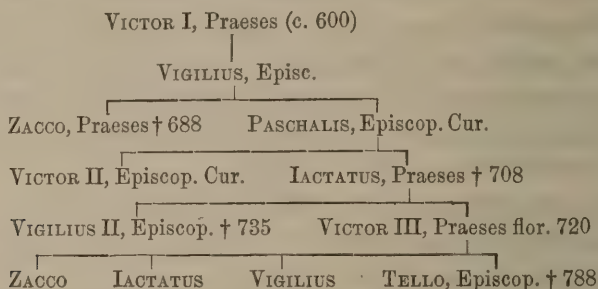 VICTOR I, Praeses (c. 600)
VIGILIUS, Episc.
ZACCO, Praeses † 688 PASCHALIS, Episcop. Cur.
VICTOR II, Episcop. Cur. IACTATUS, Praeses † 708
VIGILIUS II, Episcop. † 735 VICTOR III, Praeses flor. 720
ZACCO IACTATUS VIGILIUS TELLO, Episcop. † 788